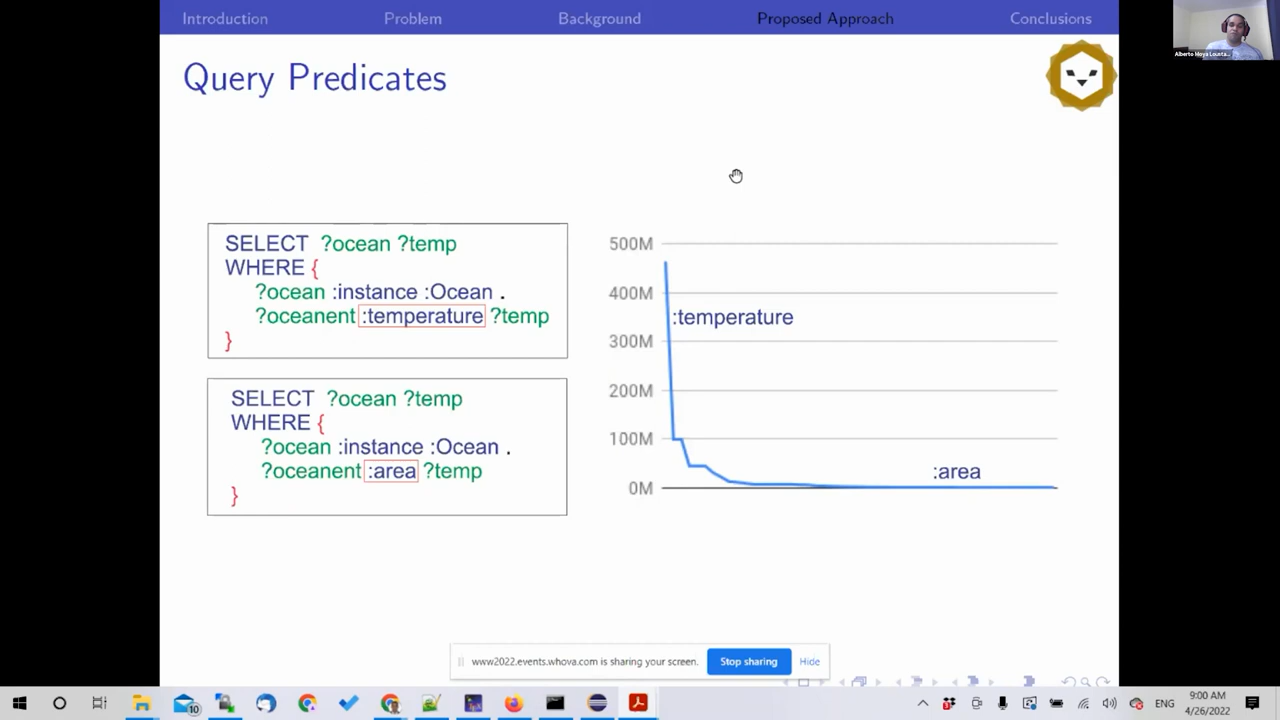 Introduction Problem Background Proposed Approach Conclusions
Query Predicates
SELECT ?ocean ?temp
WHERE {
?ocean :instance :Ocean .
?oceanent :temperature ?temp
}
SELECT ?ocean ?temp
WHERE {
?ocean :instance :Ocean .
?oceanent :area ?temp
}
500M
400M
300M
200M
100M
0M
:temperature
:area
www2022.events.whova.com is sharing your screen. Stop sharing Hide
10
ENG
9:00 AM
4/26/2022